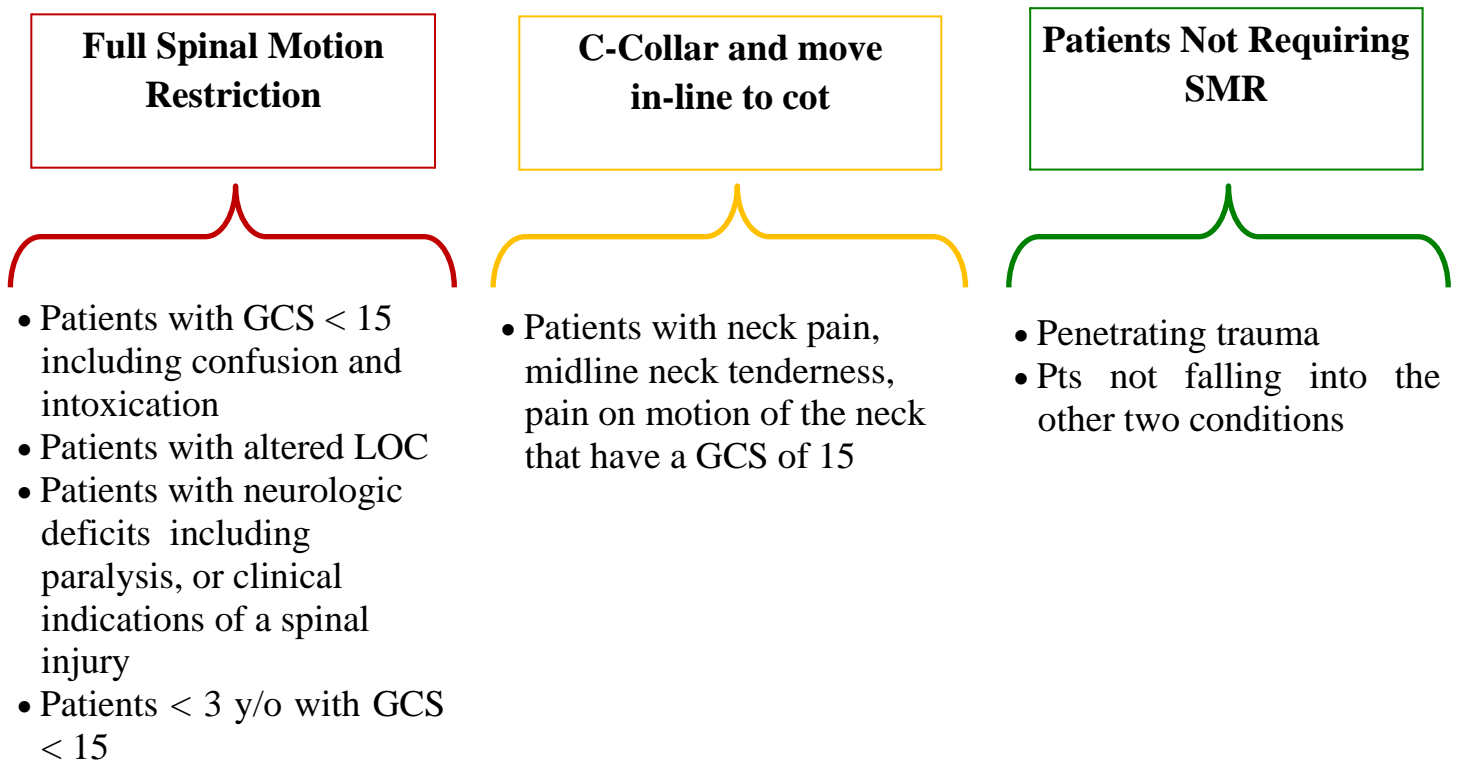 Full Spinal Motion
Restriction
• Patients with GCS < 15
including confusion and
intoxication
• Patients with altered LOC
• Patients with neurologic
deficits including
paralysis, or clinical
indications of a spinal
injury
• Patients < 3 y/o with GCS
< 15
C-Collar and move
in-line to cot
• Patients with neck pain,
midline neck tenderness,
pain on motion of the neck
that have a GCS of 15
Patients Not Requiring
SMR
• Penetrating trauma
• Pts not falling into the
other two conditions